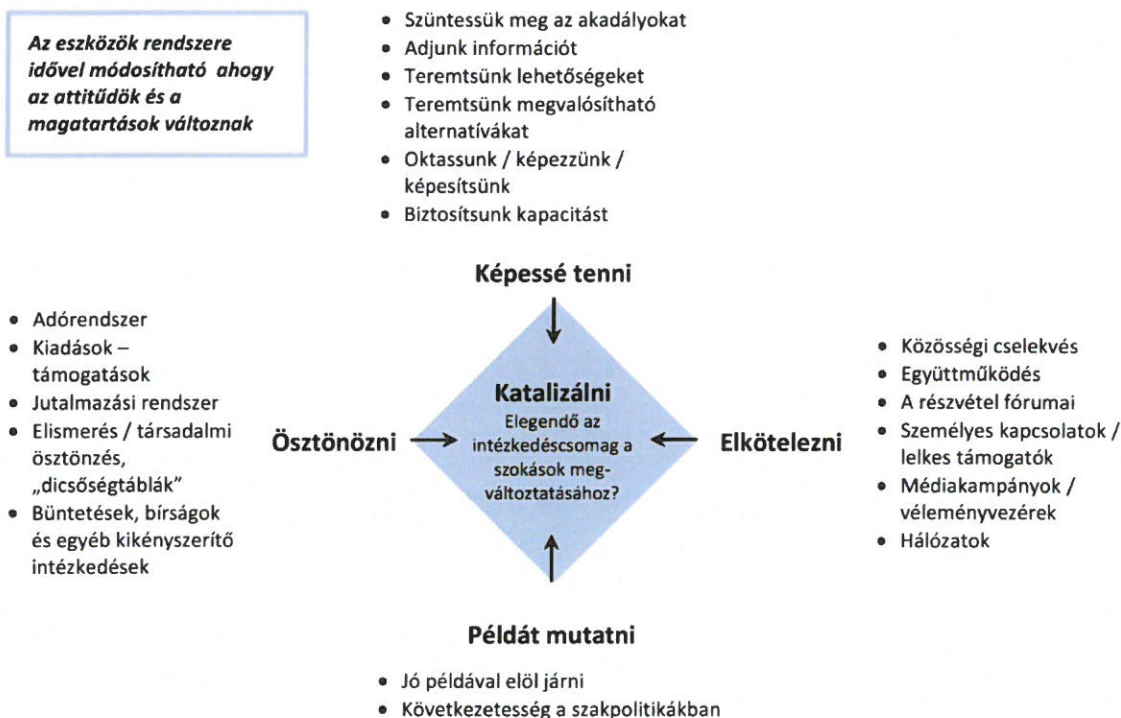 Az eszközök rendszere
idővel módosítható ahogy
az attitűdök és a
magatartások változnak
• Szüntessük meg az akadályokat
• Adjunk információt
• Teremtsünk lehetőségeket
• Teremtsünk megvalósítható
alternatívákat
• Oktassunk / képezzünk /
képesítsünk
• Biztosítsunk kapacitást
Képessé tenni
• Adórendszer
• Kiadások –
támogatások
• Jutalmazási rendszer
• Elismerés / társadalmi
ösztönzés,
„dicsőségtáblák”
• Büntetések, bírságok
és egyéb kikényszerítő
intézkedések
Ösztönözni
Katalizálni
Elegendő az
intézkedéscsomag a
szokások meg-
változtatásához?
Elkötelezni
• Közösségi cselekvés
• Együttműködés
• A részvétel fórumai
• Személyes kapcsolatok /
lelkes támogatók
• Médiakampányok /
véleményvezérek
• Hálózatok
Példát mutatni
• Jó példával elöl járni
• Következetesség a szakpolitikákban